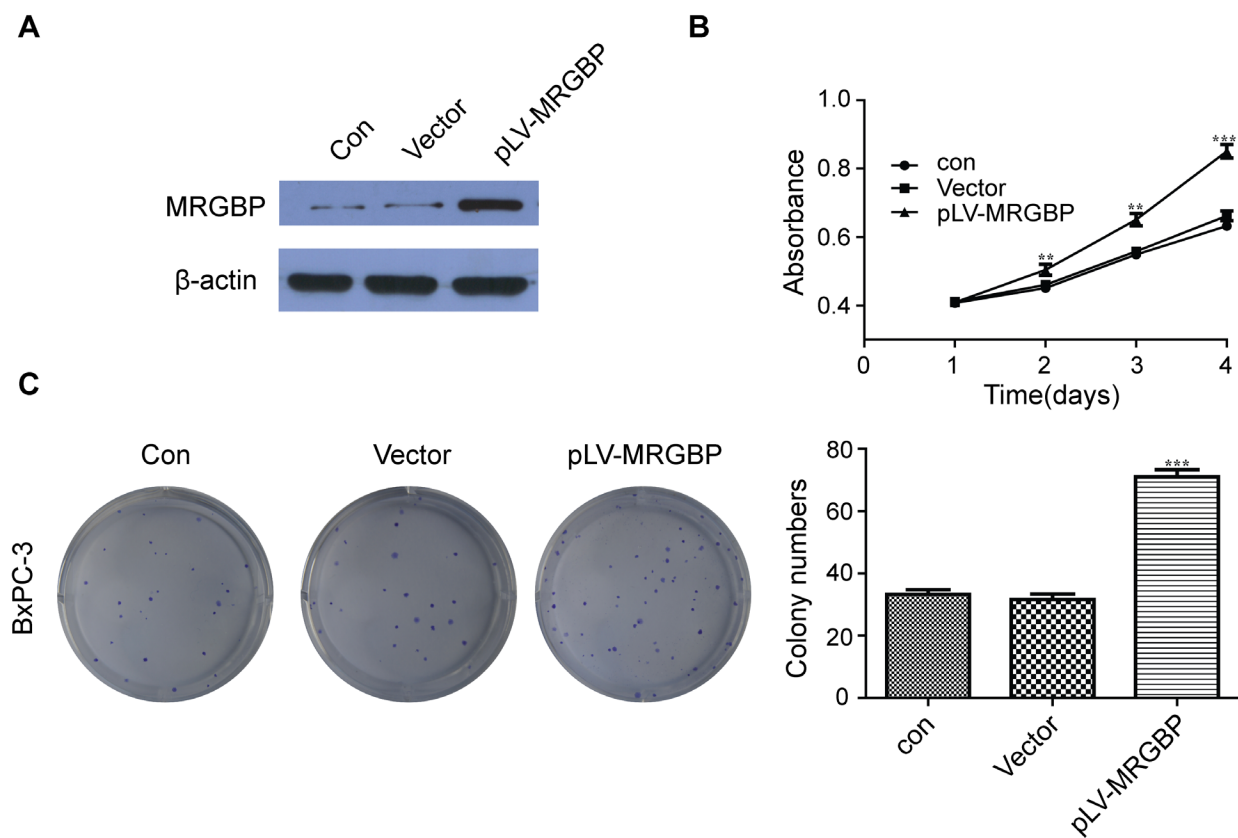 A
Con
Vector
pLV-MRGBP
MRGBP
β-actin
B
1.0
0.8
0.6
0.4
Absorbance
con
Vector
pLV-MRGBP
**
**
***
0 1 2 3 4
Time(days)
C
Con Vector pLV-MRGBP
BxPC-3
80
60
40
20
0
Colony numbers
***
con
Vector
pLV-MRGBP